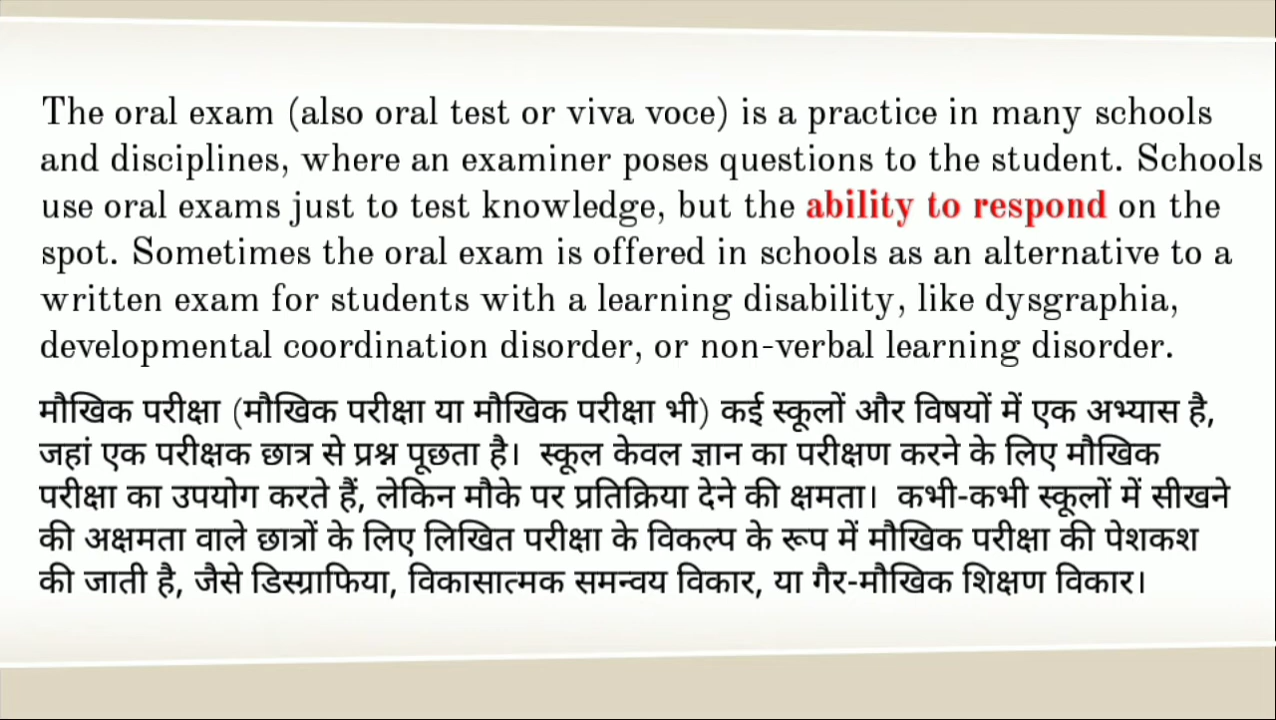 The oral exam (also oral test or viva voce) is a practice in many schools
and disciplines, where an examiner poses questions to the student. Schools
use oral exams just to test knowledge, but the ability to respond on the
spot. Sometimes the oral exam is offered in schools as an alternative to a
written exam for students with a learning disability, like dysgraphia,
developmental coordination disorder, or non-verbal learning disorder.
मौखिक परीक्षा (मौखिक परीक्षा या मौखिक परीक्षा भी) कई स्कूलों और विषयों में एक अभ्यास है,
जहां एक परीक्षक छात्र से प्रश्न पूछता है। स्कूल केवल ज्ञान का परीक्षण करने के लिए मौखिक
परीक्षा का उपयोग करते हैं, लेकिन मौके पर प्रतिक्रिया देने की क्षमता। कभी-कभी स्कूलों में सीखने
की अक्षमता वाले छात्रों के लिए लिखित परीक्षा के विकल्प के रूप में मौखिक परीक्षा की पेशकश
की जाती है, जैसे डिस्ग्राफिया, विकासात्मक समन्वय विकार, या गैर-मौखिक शिक्षण विकार।